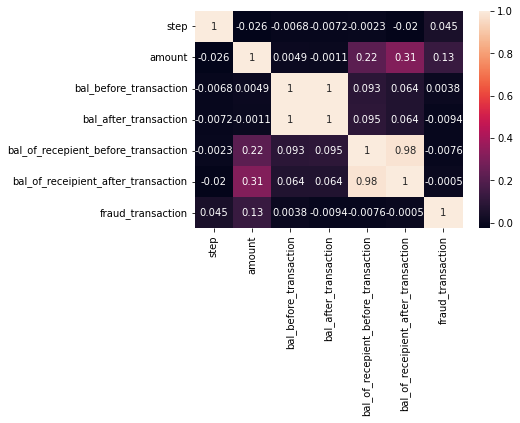 step 1 -0.026 -0.0068 -0.0072 -0.0023 -0.02 0.045
amount -0.026 1 0.0049 -0.0011 0.22 0.31 0.13
bal_before_transaction -0.0068 0.0049 1 1 0.093 0.064 0.0038
bal_after_transaction -0.0072 -0.0011 1 1 0.095 0.064 -0.0094
bal_of_recepient_before_transaction -0.0023 0.22 0.093 0.095 1 0.98 -0.0076
bal_of_receipient_after_transaction -0.02 0.31 0.064 0.064 0.98 1 -0.0005
fraud_transaction 0.045 0.13 0.0038 -0.0094 -0.0076 -0.0005 1
step
amount
bal_before_transaction
bal_after_transaction
bal_of_recepient_before_transaction
bal_of_receipient_after_transaction
fraud_transaction
1.0
0.8
0.6
0.4
0.2
0.0